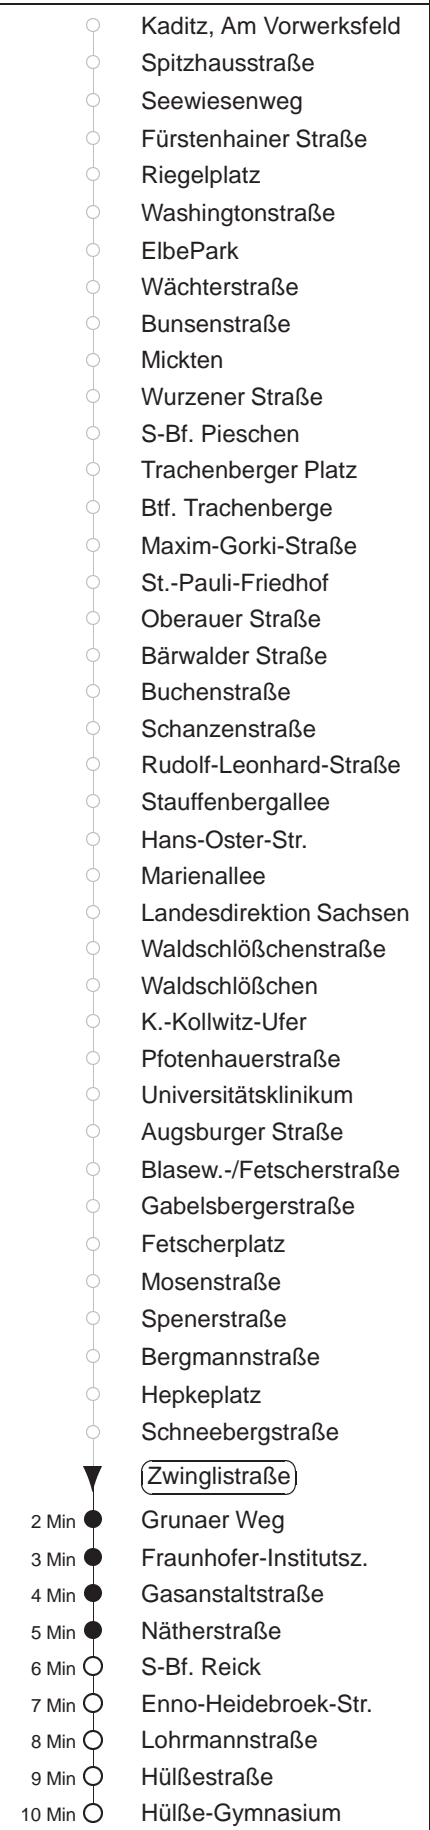 Kaditz, Am Vorwerksfeld
Spitzhausstraße
Seewiesenweg
Fürstenhainer Straße
Riegelplatz
Washingtonstraße
ElbePark
Wächterstraße
Bunsenstraße
Mickten
Wurzener Straße
S-Bf. Pieschen
Trachenberger Platz
Btf. Trachenberge
Maxim-Gorki-Straße
St.-Pauli-Friedhof
Oberauer Straße
Bärwalder Straße
Buchenstraße
Schanzenstraße
Rudolf-Leonhard-Straße
Stauffenbergallee
Hans-Oster-Str.
Marienallee
Landesdirektion Sachsen
Waldschlößchenstraße
Waldschlößchen
K.-Kollwitz-Ufer
Pfotenhauerstraße
Universitätsklinikum
Augsburger Straße
Blasew.-/Fetscherstraße
Gabelsbergerstraße
Fetscherplatz
Mosenstraße
Spenerstraße
Bergmannstraße
Hepkeplatz
Schneebergstraße
Zwinglistraße
2 Min Grunaer Weg
3 Min Fraunhofer-Institutsz.
4 Min Gasanstaltstraße
5 Min Nätherstraße
6 Min S-Bf. Reick
7 Min Enno-Heidebroek-Str.
8 Min Lohrmannstraße
9 Min Hülßestraße
10 Min Hülße-Gymnasium